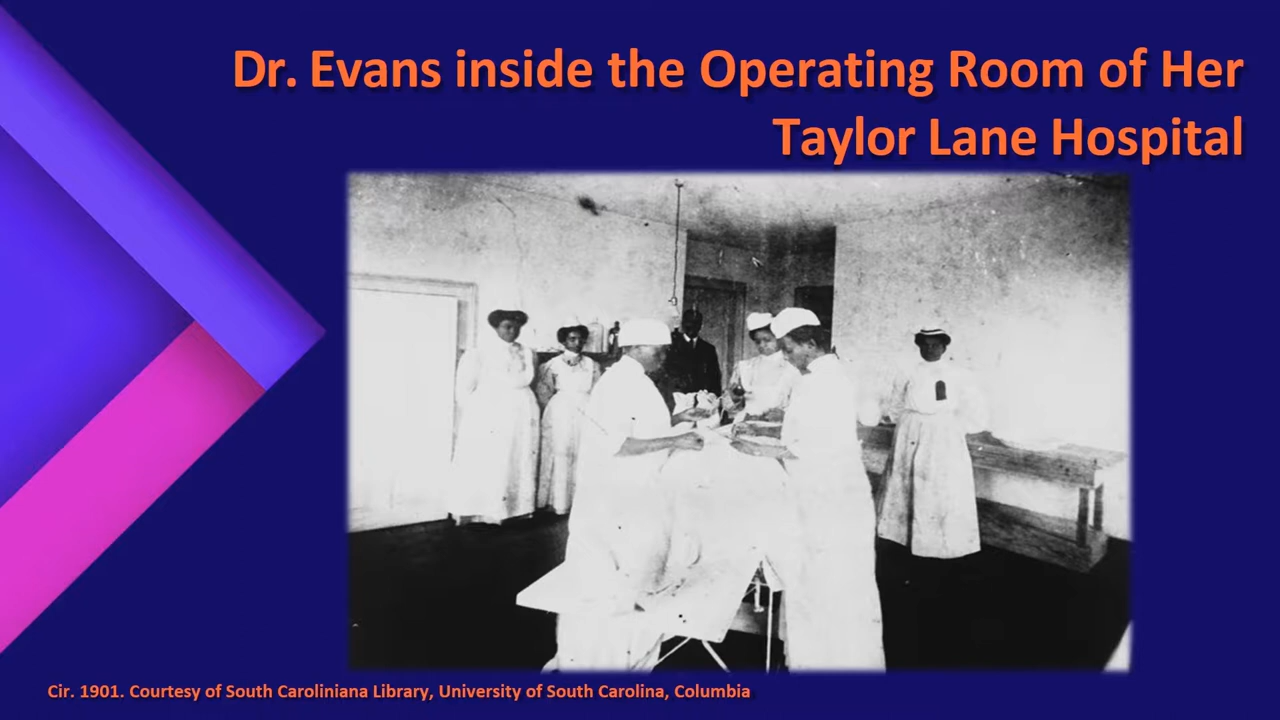 Dr. Evans inside the Operating Room of Her
Taylor Lane Hospital
Cir. 1901. Courtesy of South Caroliniana Library, University of South Carolina, Columbia